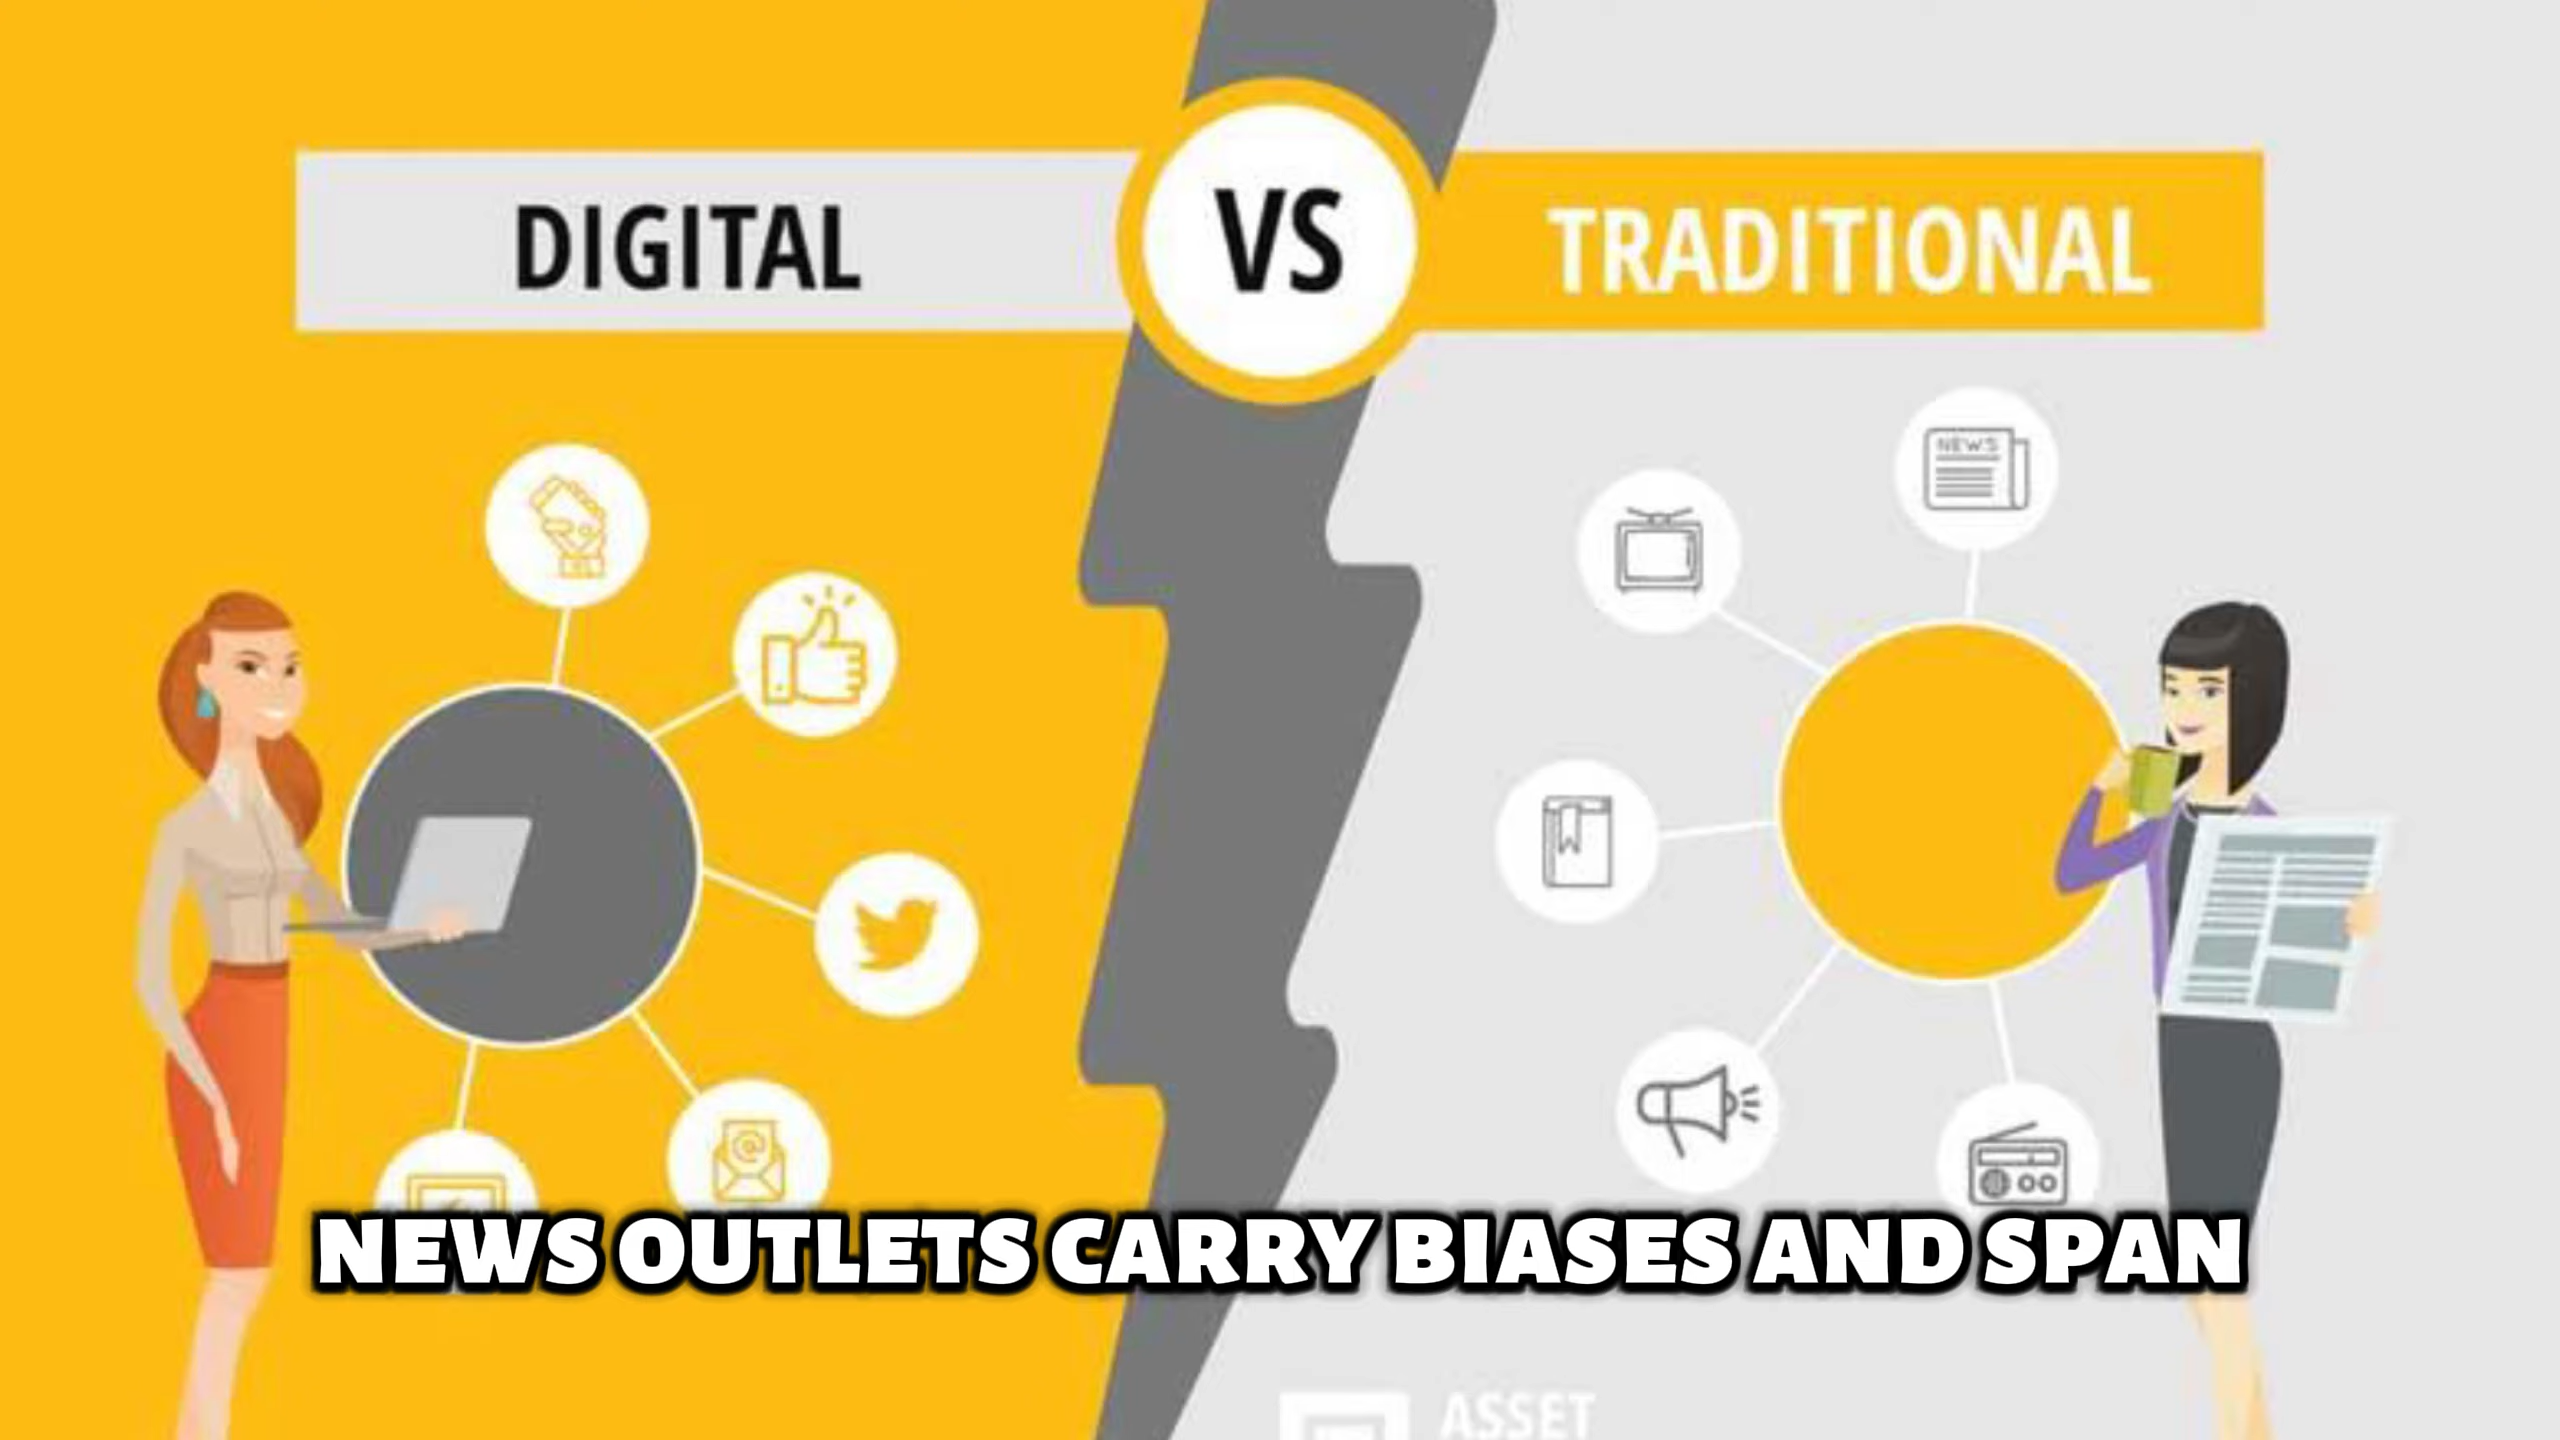 DIGITAL
VS
TRADITIONAL
NEWS
@
NEWS OUTLETS CARRY BIASES AND SPAN
ASSET